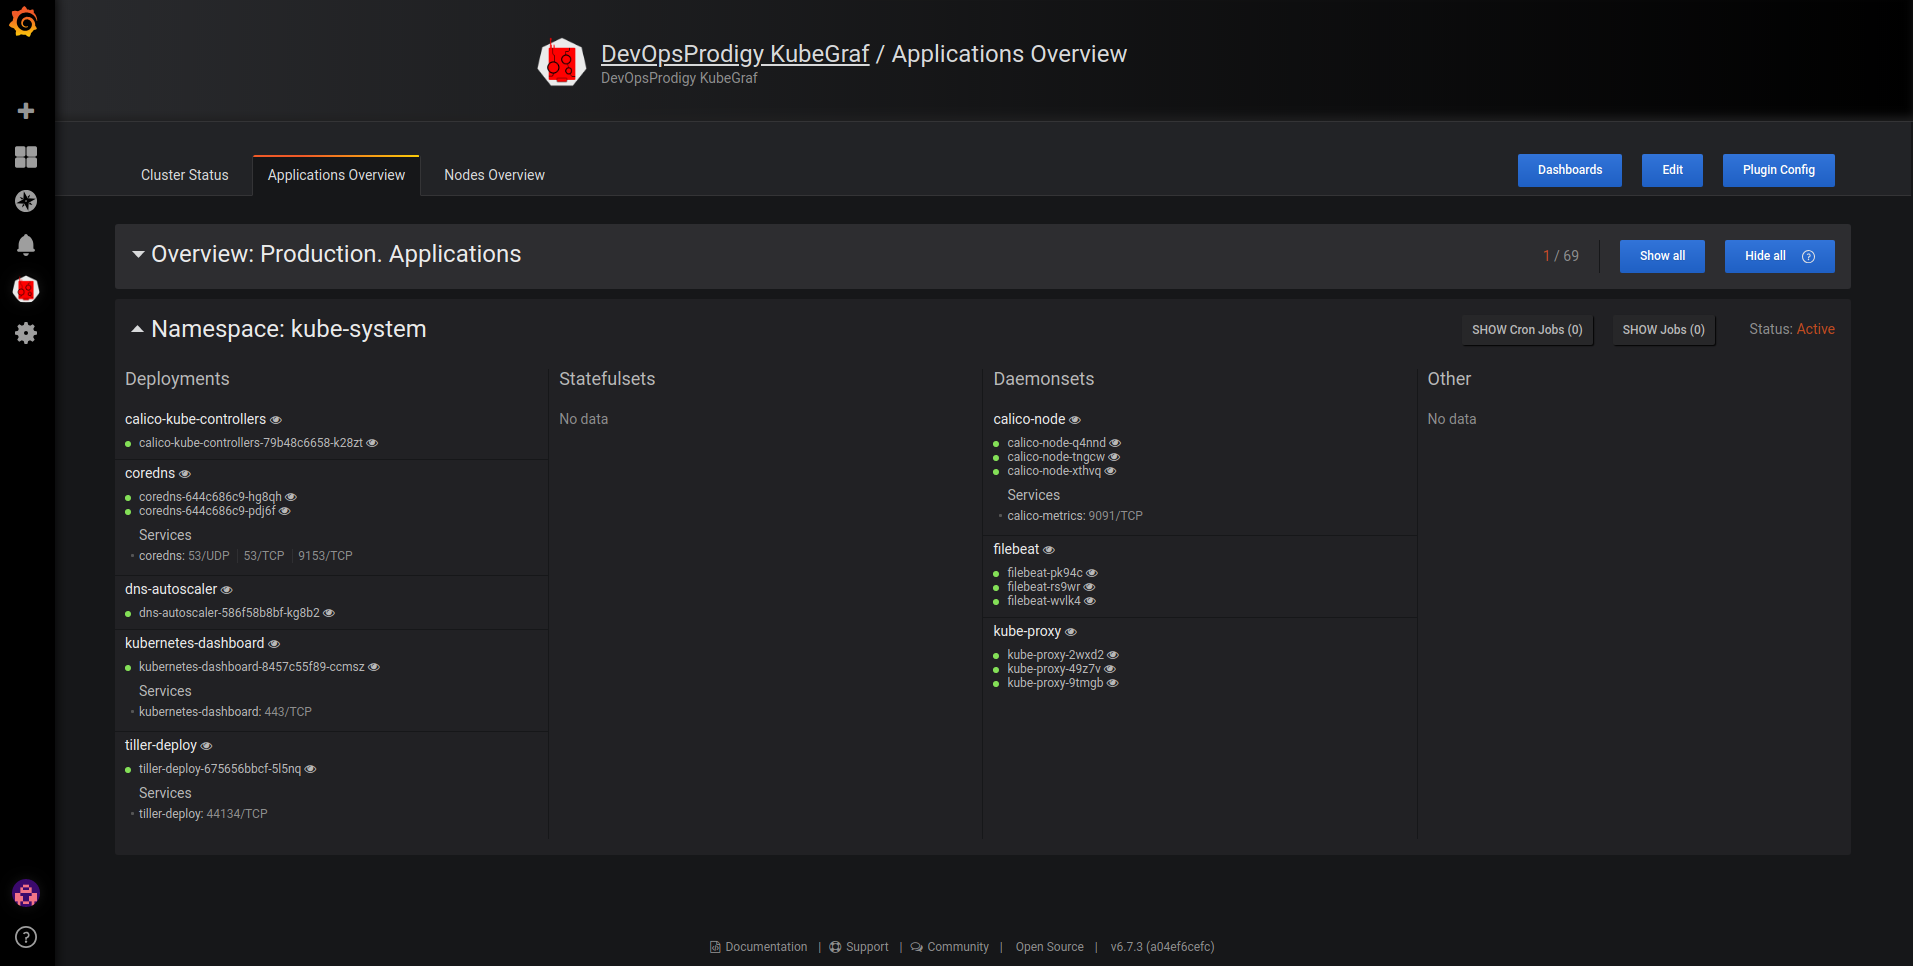 DevOpsProdigy KubeGraf / Applications Overview
DevOpsProdigy KubeGraf
Cluster Status
Applications Overview
Nodes Overview
Dashboards
Edit
Plugin Config
Overview: Production. Applications
1 / 69
Show all
Hide all
Namespace: kube-system
SHOW Cron Jobs (0)
SHOW Jobs (0)
Status: Active
Deployments
calico-kube-controllers
calico-kube-controllers-79b48c6658-k28zt
coredns
coredns-644c686c9-hg8qh
coredns-644c686c9-pdj6f
Services
coredns: 53/UDP | 53/TCP | 9153/TCP
dns-autoscaler
dns-autoscaler-586f58b8bf-kg8b2
kubernetes-dashboard
kubernetes-dashboard-8457c55f89-ccmsz
Services
kubernetes-dashboard: 443/TCP
tiller-deploy
tiller-deploy-675656bbcf-5l5nq
Services
tiller-deploy: 44134/TCP
Statefulsets
No data
Daemonsets
calico-node
calico-node-q4nnd
calico-node-tngcw
calico-node-xthvq
Services
calico-metrics: 9091/TCP
filebeat
filebeat-pk94c
filebeat-rs9wr
filebeat-wvlk4
kube-proxy
kube-proxy-2wxd2
kube-proxy-49z7v
kube-proxy-9tmgb
Other
No data
Documentation | Support | Community | Open Source | v6.7.3 (a04ef6cefc)